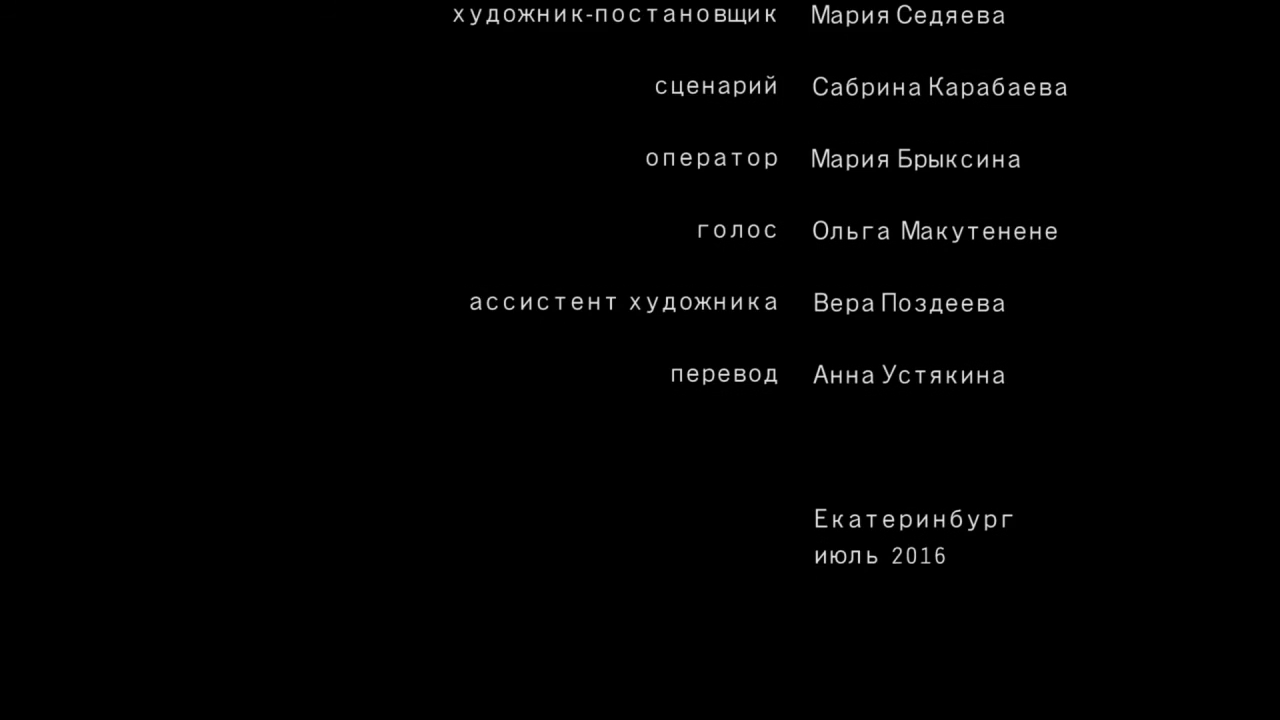 художник-постановщик Мария Седяева
сценарий Сабрина Карабаева
оператор Мария Брыксина
голос Ольга Макутенене
ассистент художника Вера Поздеева
перевод Анна Устякина
Екатеринбург
июль 2016